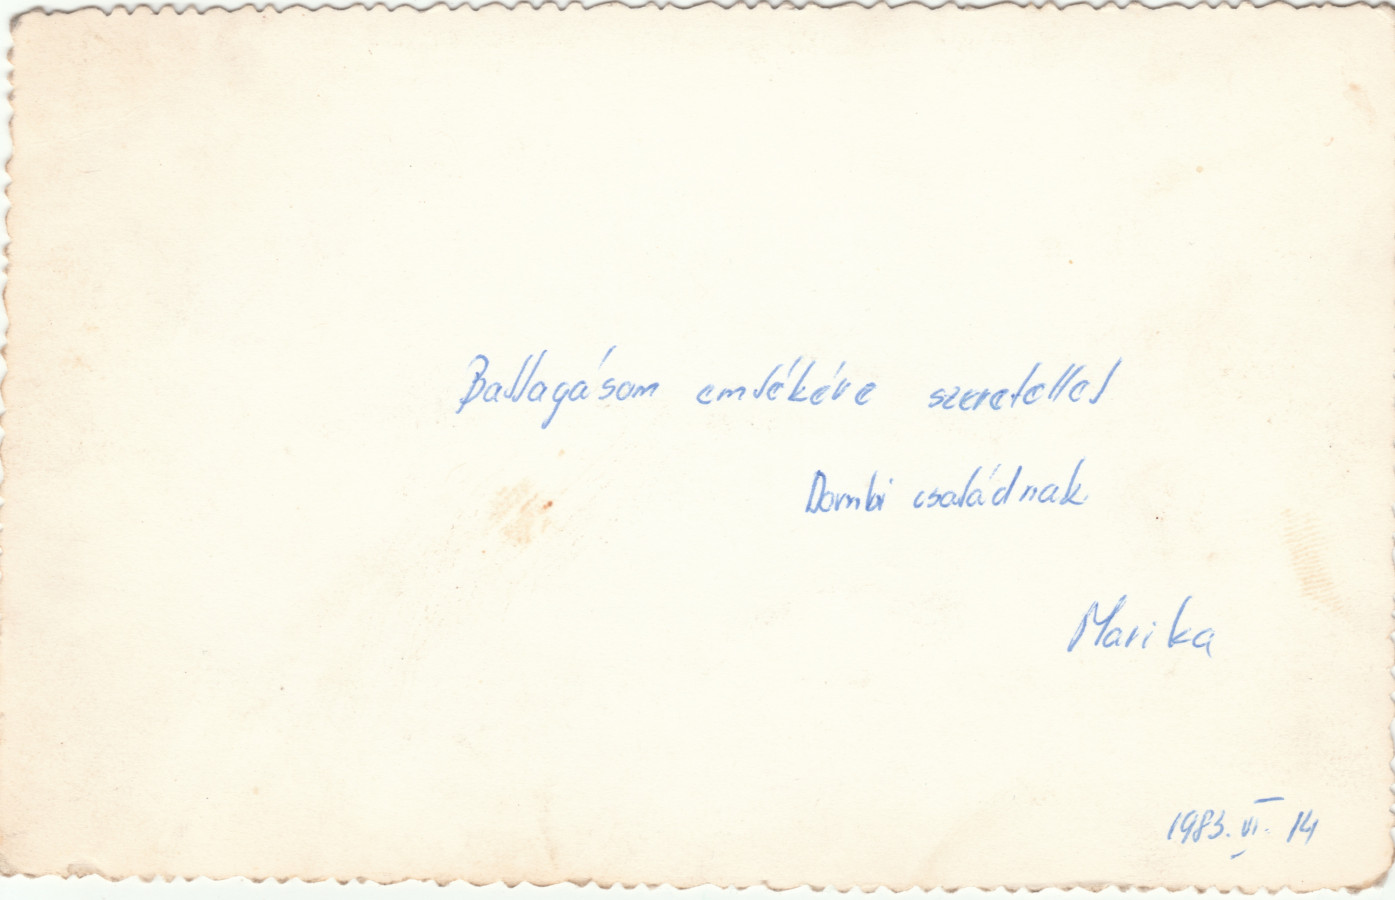 Ballagásom emlékére szeretettel
Dombi családnak
Marika
1983. VI. 14